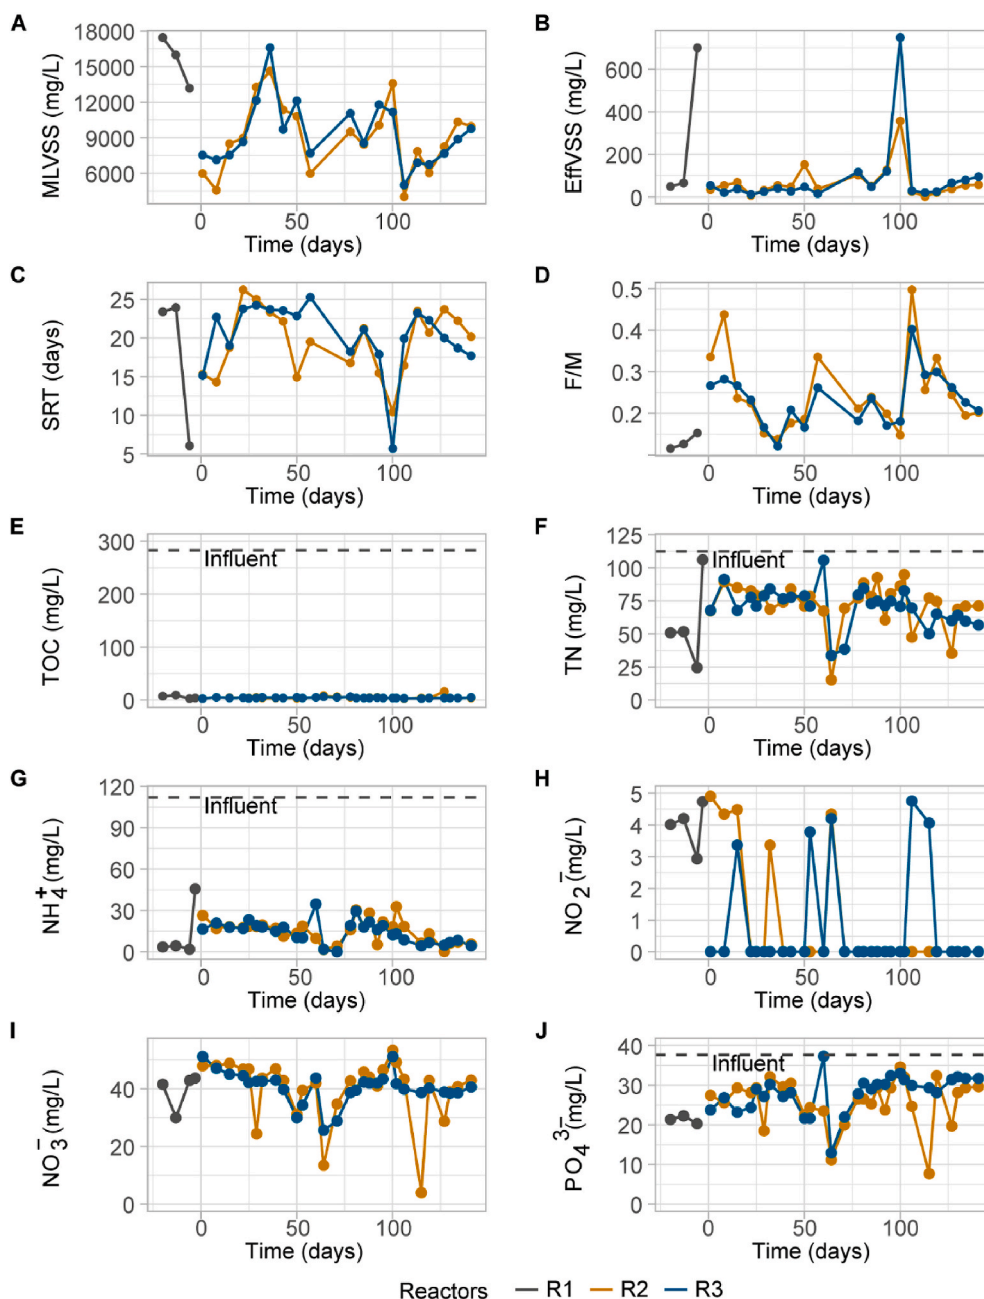 A
MLVSS (mg/L)
18000
15000
12000
9000
6000
0 50 100
Time (days)
B
EffVSS (mg/L)
600
400
200
0
0 50 100
Time (days)
C
SRT (days)
25
20
15
10
5
0 50 100
Time (days)
D
F/M
0.5
0.4
0.3
0.2
0 50 100
Time (days)
E
TOC (mg/L)
300
200
100
0
Influent
0 50 100
Time (days)
F
TN (mg/L)
125
100
75
50
25
0
Influent
0 50 100
Time (days)
G
NH₄⁺ (mg/L)
120
90
60
30
0
Influent
0 50 100
Time (days)
H
NO₂⁻ (mg/L)
5
4
3
2
1
0
0 50 100
Time (days)
I
NO₃⁻ (mg/L)
40
20
0
0 50 100
Time (days)
J
PO₄³⁻ (mg/L)
40
30
20
10
0
Influent
0 50 100
Time (days)
Reactors R1 R2 R3